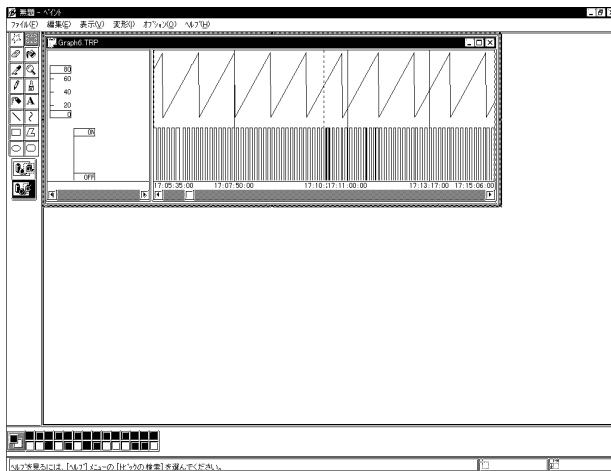 無題 - ペイント
ファイル(F) 編集(E) 表示(V) 変形(I) オプション(O) ヘルプ(H)
Graph6.TRP
80
60
40
20
0
ON
OFF
17:05:35:00 17:07:50:00 17:10: 17:11:00:00 17:13:17:00 17:15:06:00
ヘルプを見るには、[ヘルプ] メニューの [トピックの検索] を選んでください。